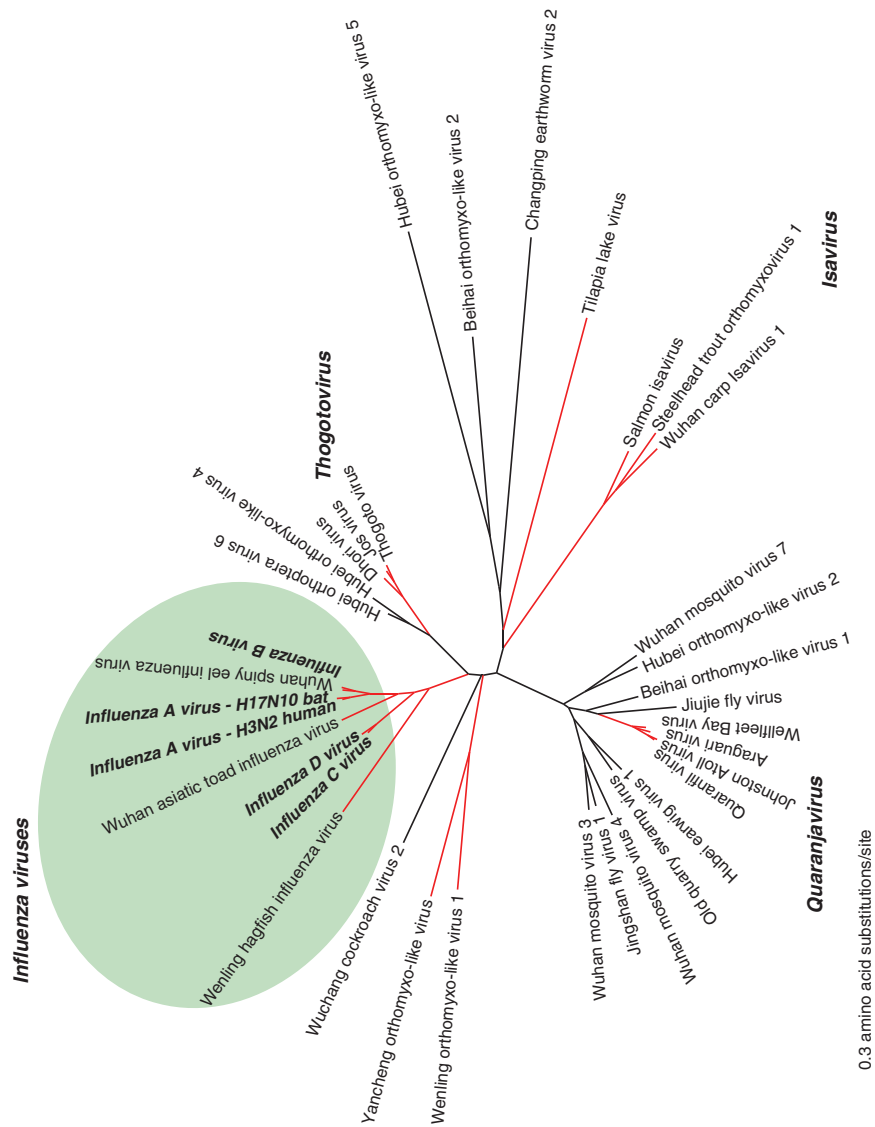 Influenza viruses
Influenza B virus
Wuhan spiny eel influenza virus
Influenza A virus - H17N10 bat
Influenza A virus - H3N2 human
Wuhan asiatic toad influenza virus
Influenza D virus
Influenza C virus
Wenling hagfish influenza virus
Wuchang cockroach virus 2
Yancheng orthomyxo-like virus
Wenling orthomyxo-like virus 1
Thogotovirus
Hubei orthoptera virus 6
Hubei orthomyxo-like virus 4
Dhori virus
Jos virus
Thogoto virus
Hubei orthomyxo-like virus 5
Beihai orthomyxo-like virus 2
Changping earthworm virus 2
Tilapia lake virus
Isavirus
Salmon isavirus
Steelhead trout orthomyxovirus 1
Wuhan carp Isavirus 1
Wuhan mosquito virus 7
Hubei orthomyxo-like virus 2
Beihai orthomyxo-like virus 1
Jiujie fly virus
Wellfleet Bay virus
Araguari virus
Johnston Atoll virus
Quaranfil virus
Quaranjavirus
Hubei earwig virus 1
Old quarry swamp virus
Wuhan mosquito virus 4
Jingshan fly virus 1
Wuhan mosquito virus 3
0.3 amino acid substitutions/site